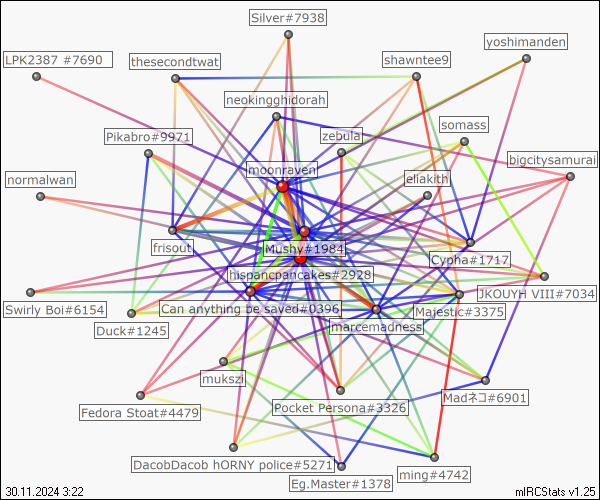 Silver#7938
yoshimanden
LPK2387 #7690
thesecondtwat
shawntee9
neokingghidorah
Pikabro#9971
zebula
somass
bigcitysamurai
moonraven
normalwan
eliakith
frisout
Mushy#1984
Cypha#1717
hispancpancakes#2928
JKOUYH VIII#7034
Swirly Boi#6154
Can anything be saved#0396
Majestic#3375
Duck#1245
marcemadness
mukszi
Madネコ#6901
Fedora Stoat#4479
Pocket Persona#3326
DacobDacob hORNY police#5271
ming#4742
Eg.Master#1378
30.11.2024 3:22
mIRCStats v1.25